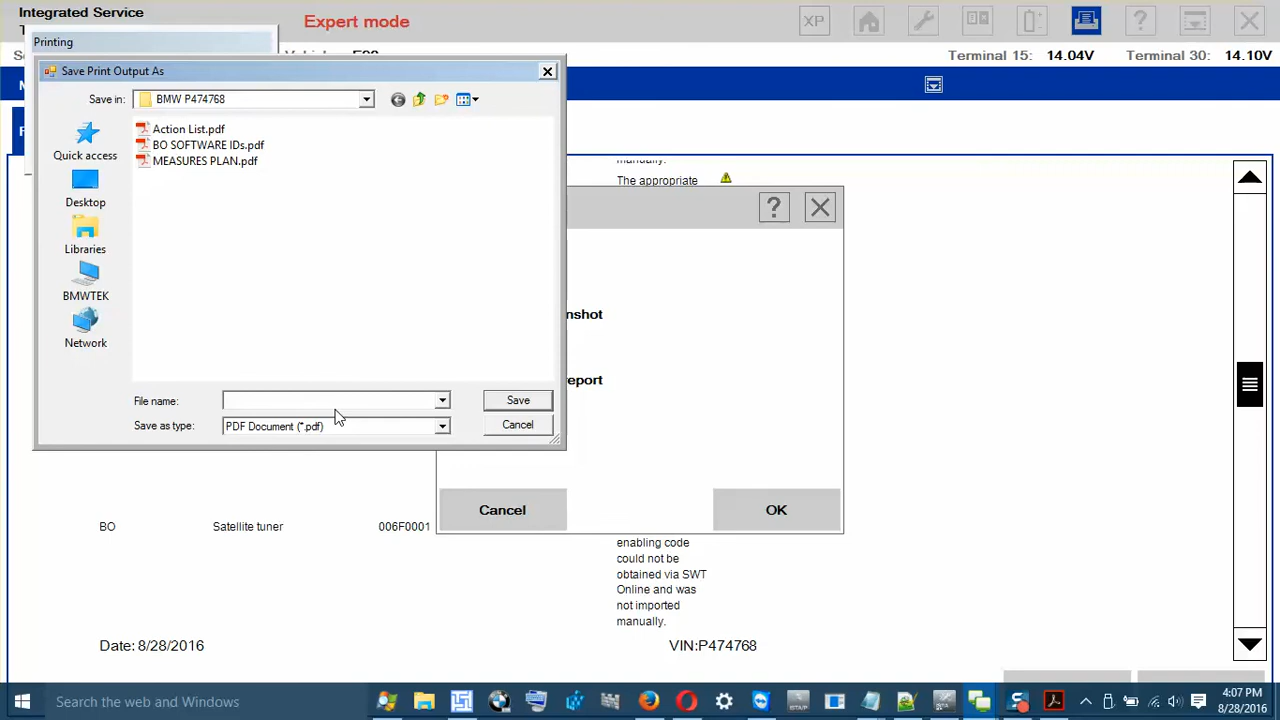 Integrated Service
Expert mode
XP
Printing
Terminal 15: 14.04V Terminal 30: 14.10V
Save Print Output As
Save in: BMW P474768
Action List.pdf
BO SOFTWARE IDs.pdf
MEASURES PLAN.pdf
Quick access
Desktop
Libraries
BMWTEK
Network
File name:
Save
Save as type: PDF Document (*.pdf)
Cancel
manually.
The appropriate
?
nshot
report
Cancel
OK
BO Satellite tuner 006F0001
enabling code
could not be
obtained via SWT
Online and was
not imported
manually.
Date: 8/28/2016 VIN:P474768
Search the web and Windows
4:07 PM
8/28/2016